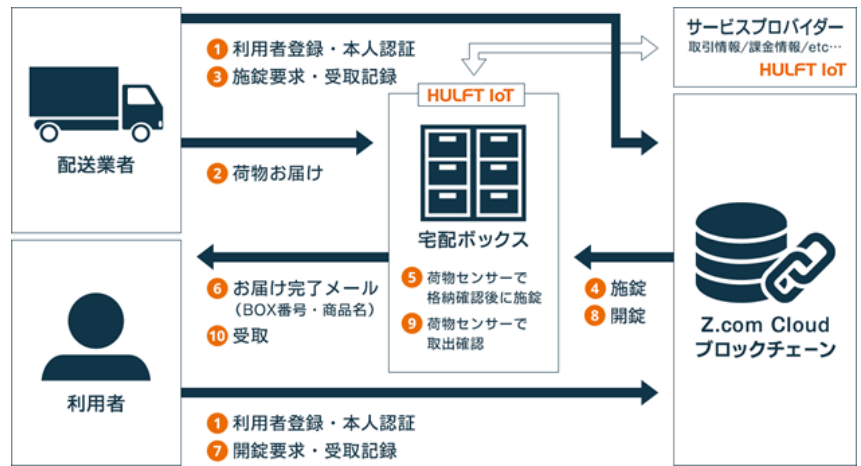 ① 利用者登録・本人認証
③ 施錠要求・受取記録
サービスプロバイダー
取引情報/課金情報/etc…
HULFT IoT
HULFT IoT
配送業者
② 荷物お届け
宅配ボックス
⑤ 荷物センサーで
格納確認後に施錠
⑨ 荷物センサーで
取出確認
⑥ お届け完了メール
（BOX番号・商品名）
⑩ 受取
④ 施錠
⑧ 開錠
Z.com Cloud
ブロックチェーン
利用者
① 利用者登録・本人認証
⑦ 開錠要求・受取記録